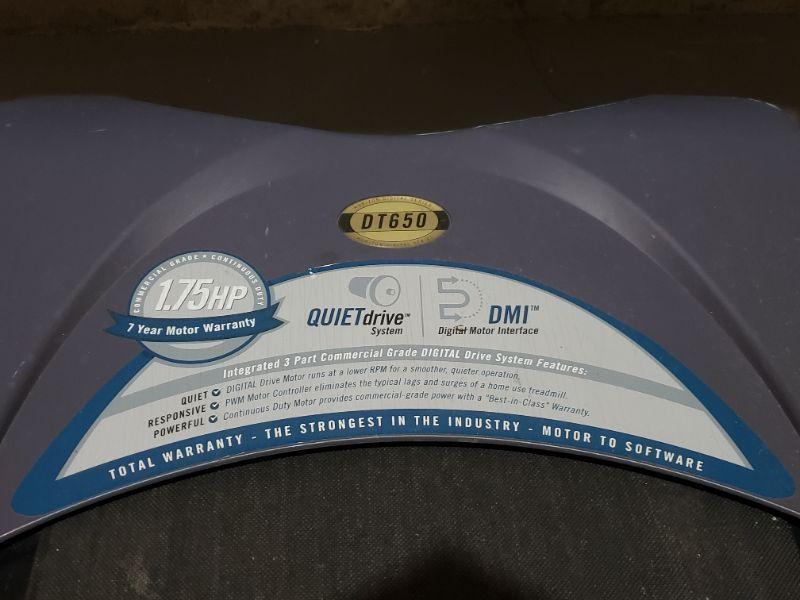 HORIZON DIGITAL SERIES
DT650
COMMERCIAL GRADE • CONTINUOUS DUTY
1.75HP
7 Year Motor Warranty
QUIETdrive™
System
DMI™
Digital Motor Interface
Integrated 3 Part Commercial Grade DIGITAL Drive System Features:
QUIET DIGITAL Drive Motor runs at a lower RPM for a smoother, quieter operation.
RESPONSIVE PWM Motor Controller eliminates the typical lags and surges of a home use treadmill.
POWERFUL Continuous Duty Motor provides commercial-grade power with a "Best-in-Class" Warranty.
TOTAL WARRANTY - THE STRONGEST IN THE INDUSTRY - MOTOR TO SOFTWARE